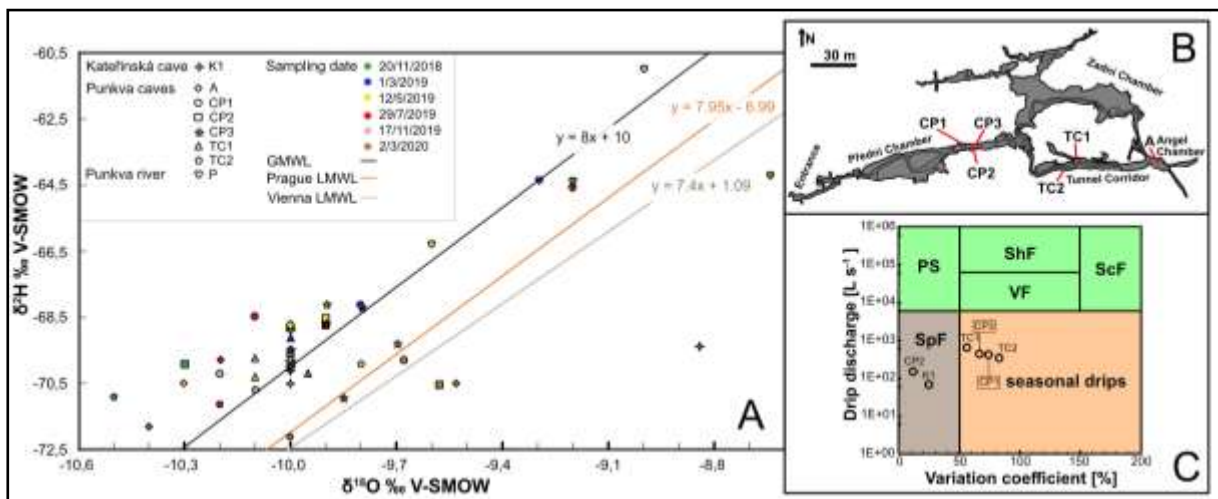 -60,5
-62,5
-64,5
-66,5
-68,5
-70,5
-72,5
δ²H ‰ V-SMOW
-10,6
-10,3
-10,0
-9,7
-9,4
-9,1
-8,8
δ¹⁸O ‰ V-SMOW
Kateřinská cave
K1
Punkva caves
A
CP1
CP2
CP3
TC1
TC2
Punkva river
P
Sampling date
20/11/2018
1/3/2019
12/5/2019
29/7/2019
17/11/2019
2/3/2020
GMWL
Prague LMWL
Vienna LMWL
y = 8x + 10
y = 7.95x - 6.99
y = 7.4x + 1.09
A
N
30 m
B
Zadní Chamber
CP1
CP3
TC1
A
Angel
Chamber
Přední Chamber
CP2
TC2
Tunnel Corridor
Entrance
Drip discharge [L s⁻¹]
1E+06
1E+05
1E+04
1E+03
1E+02
1E+01
1E+00
PS
ShF
ScF
VF
SpF
CP3
TC1
TC2
CP2
K1
CP1
seasonal drips
0
50
100
150
200
Variation coefficient [%]
C